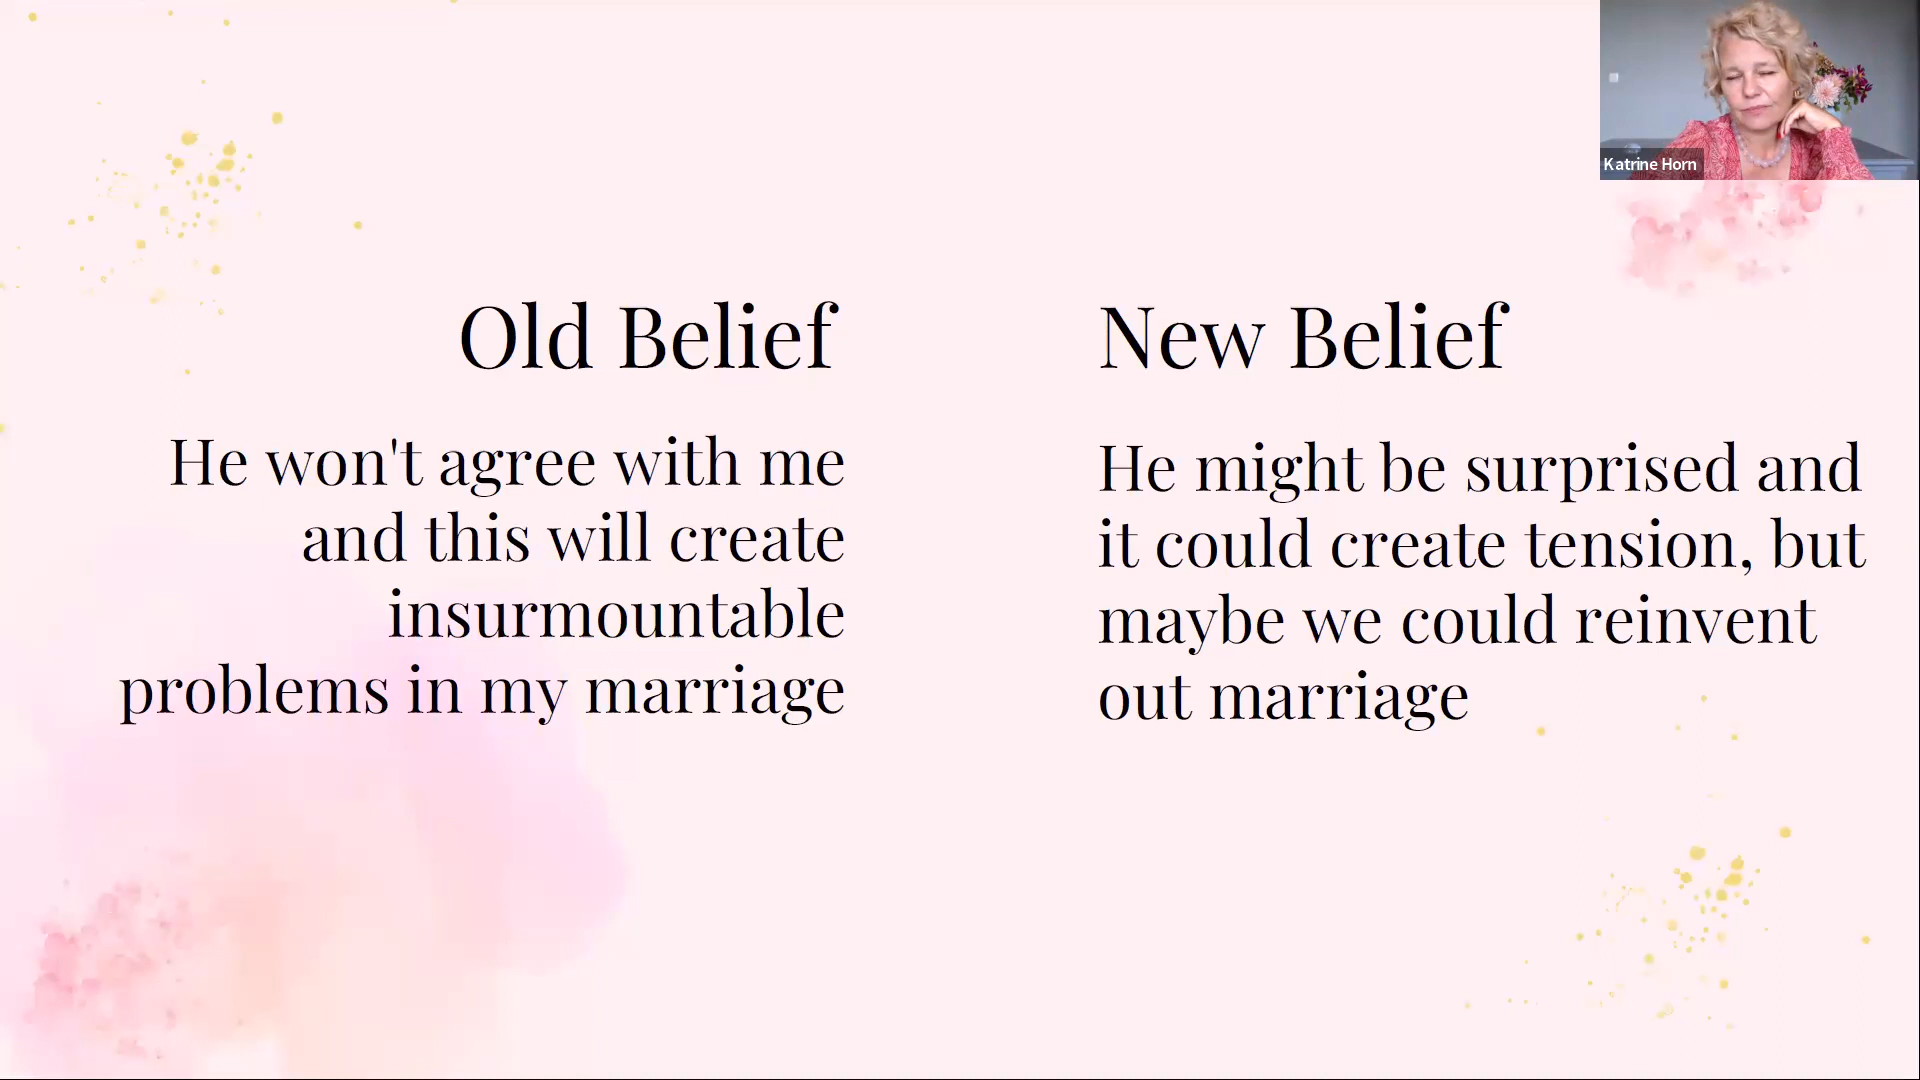 Katrine Horn
Old Belief
He won't agree with me
and this will create
insurmountable
problems in my marriage
New Belief
He might be surprised and
it could create tension, but
maybe we could reinvent
out marriage